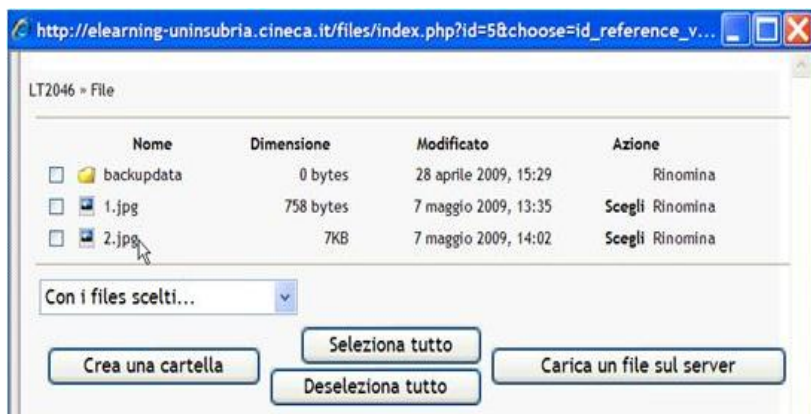 http://elearning-uninsubria.cineca.it/files/index.php?id=5&choose=id_reference_v...
LT2046 » File
Nome Dimensione Modificato Azione
backupdata 0 bytes 28 aprile 2009, 15:29 Rinomina
1.jpg 758 bytes 7 maggio 2009, 13:35 Scegli Rinomina
2.jpg 7KB 7 maggio 2009, 14:02 Scegli Rinomina
Con i files scelti...
Crea una cartella
Seleziona tutto
Deseleziona tutto
Carica un file sul server